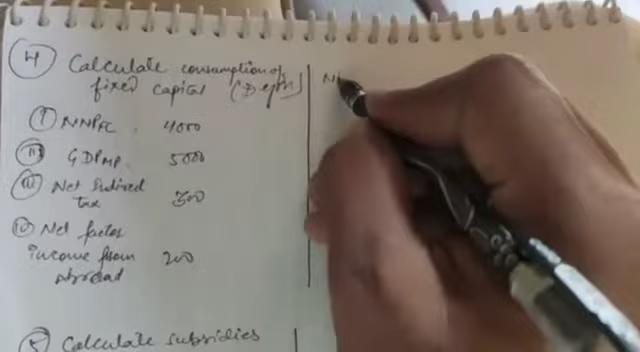 (4) Calculate consumption of
fixed capital (Depn)
(i) NNPFC 4000
(ii) GDPMP 5000
(iii) Net Indirect
tax 300
(iv) Net factor
income from
abroad 200
(5) Calculate subsidies
N